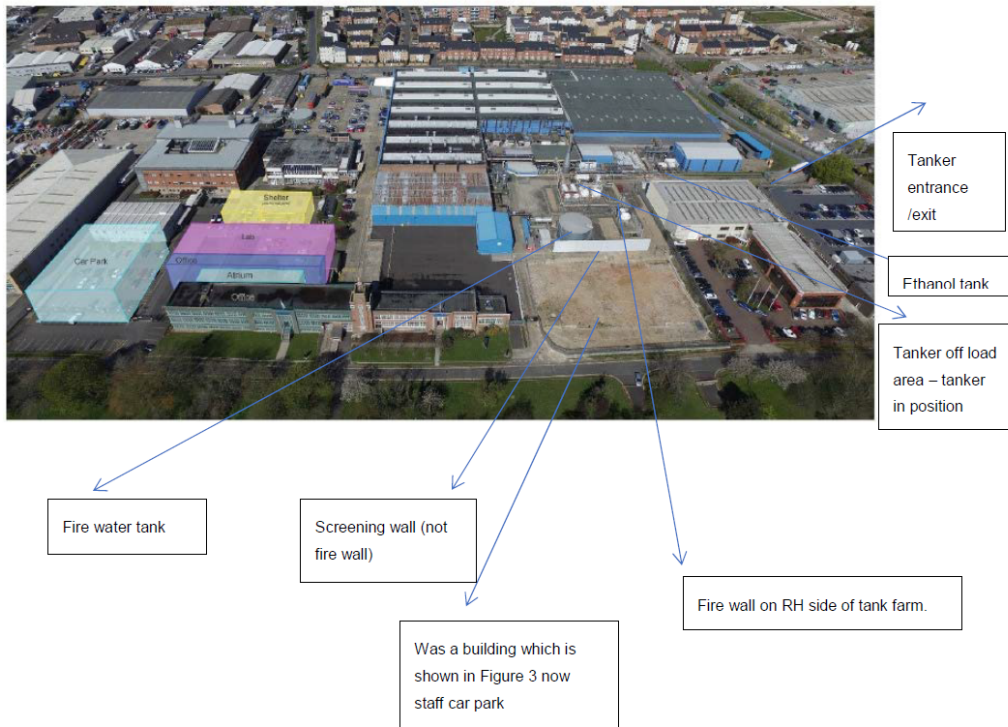 Shelter
Lab
Car Park
Office
Atrium
Office
Tanker
entrance
/exit
Ethanol tank
Tanker off load
area – tanker
in position
Fire water tank
Screening wall (not
fire wall)
Fire wall on RH side of tank farm.
Was a building which is
shown in Figure 3 now
staff car park